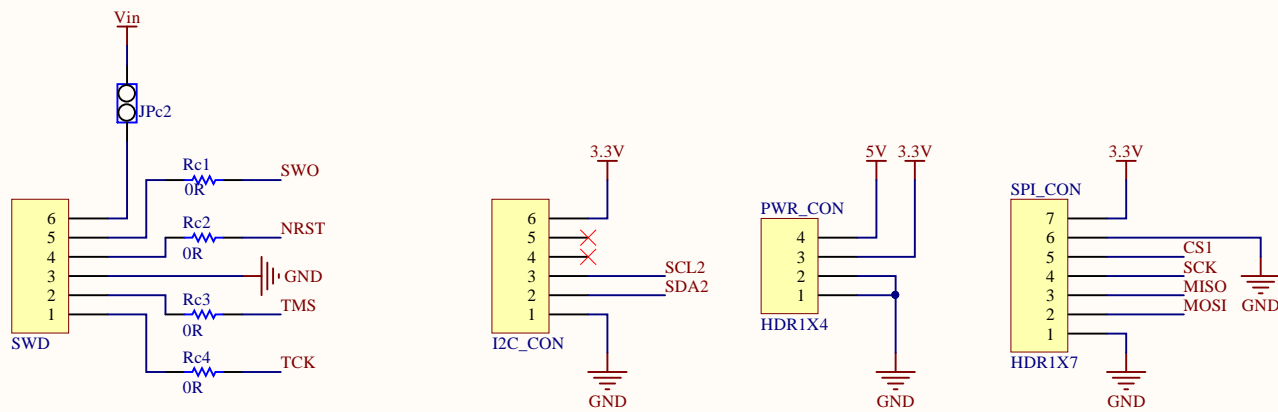 Vin
JPc2
Rc1
SWO
0R
Rc2
NRST
0R
GND
Rc3
TMS
0R
Rc4
TCK
0R
6
5
4
3
2
1
SWD
3.3V
6
5
4
3
2
1
SCL2
SDA2
I2C_CON
GND
5V
3.3V
PWR_CON
4
3
2
1
HDR1X4
GND
3.3V
SPI_CON
7
6
5
4
3
2
1
CS1
SCK
MISO
MOSI
GND
HDR1X7
GND